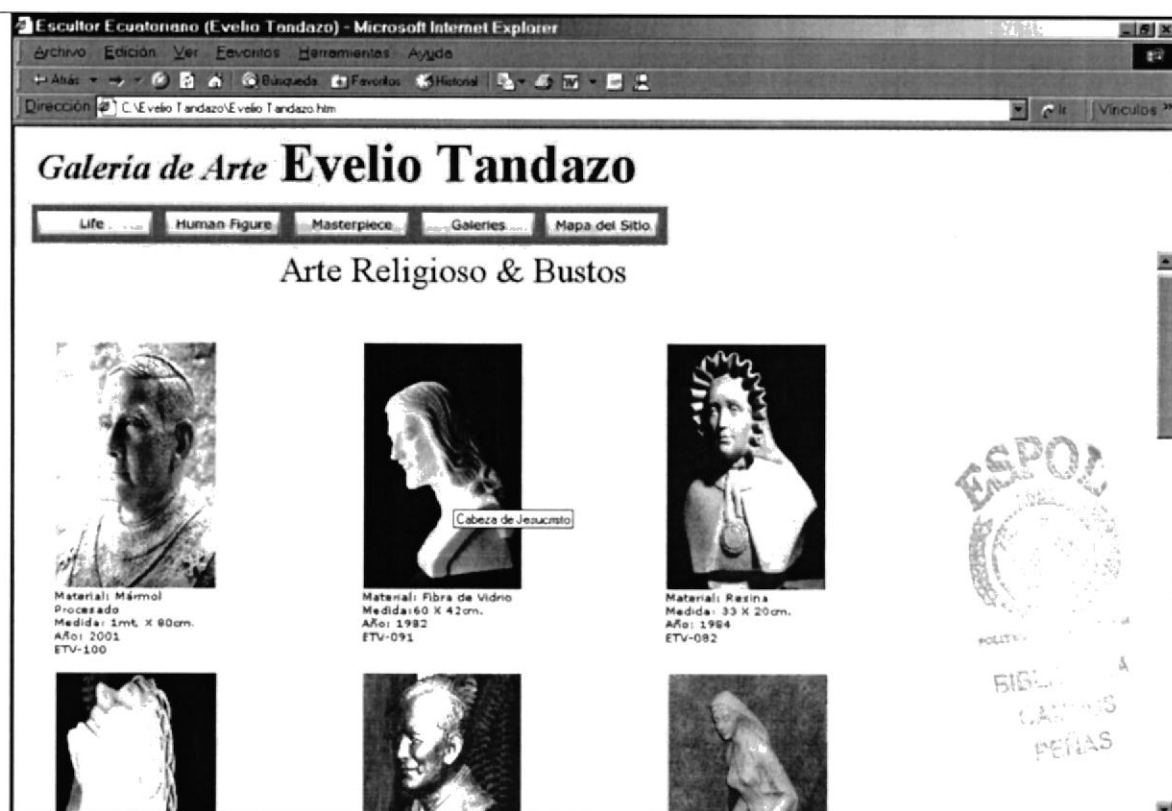 Escultor Ecuatoriano (Evelio Tandazo) - Microsoft Internet Explorer
Archivo Edición Ver Favoritos Herramientas Ayuda
Atrás Búsqueda Favoritos Historial
Dirección C:\Evelio Tandazo\Evelio Tandazo.htm Ir Vínculos »
Galería de Arte Evelio Tandazo
Life Human Figure Masterpiece Galeries Mapa del Sitio
Arte Religioso & Bustos
Cabeza de Jesucristo
Material: Mármol
Procesado
Medida: 1mt. X 80cm.
Año: 2001
ETV-100
Material: Fibra de Vidrio
Medida:60 X 42cm.
Año: 1982
ETV-091
Material: Resina
Medida: 33 X 20cm.
Año: 1984
ETV-082
ESPOL
PEÑAS